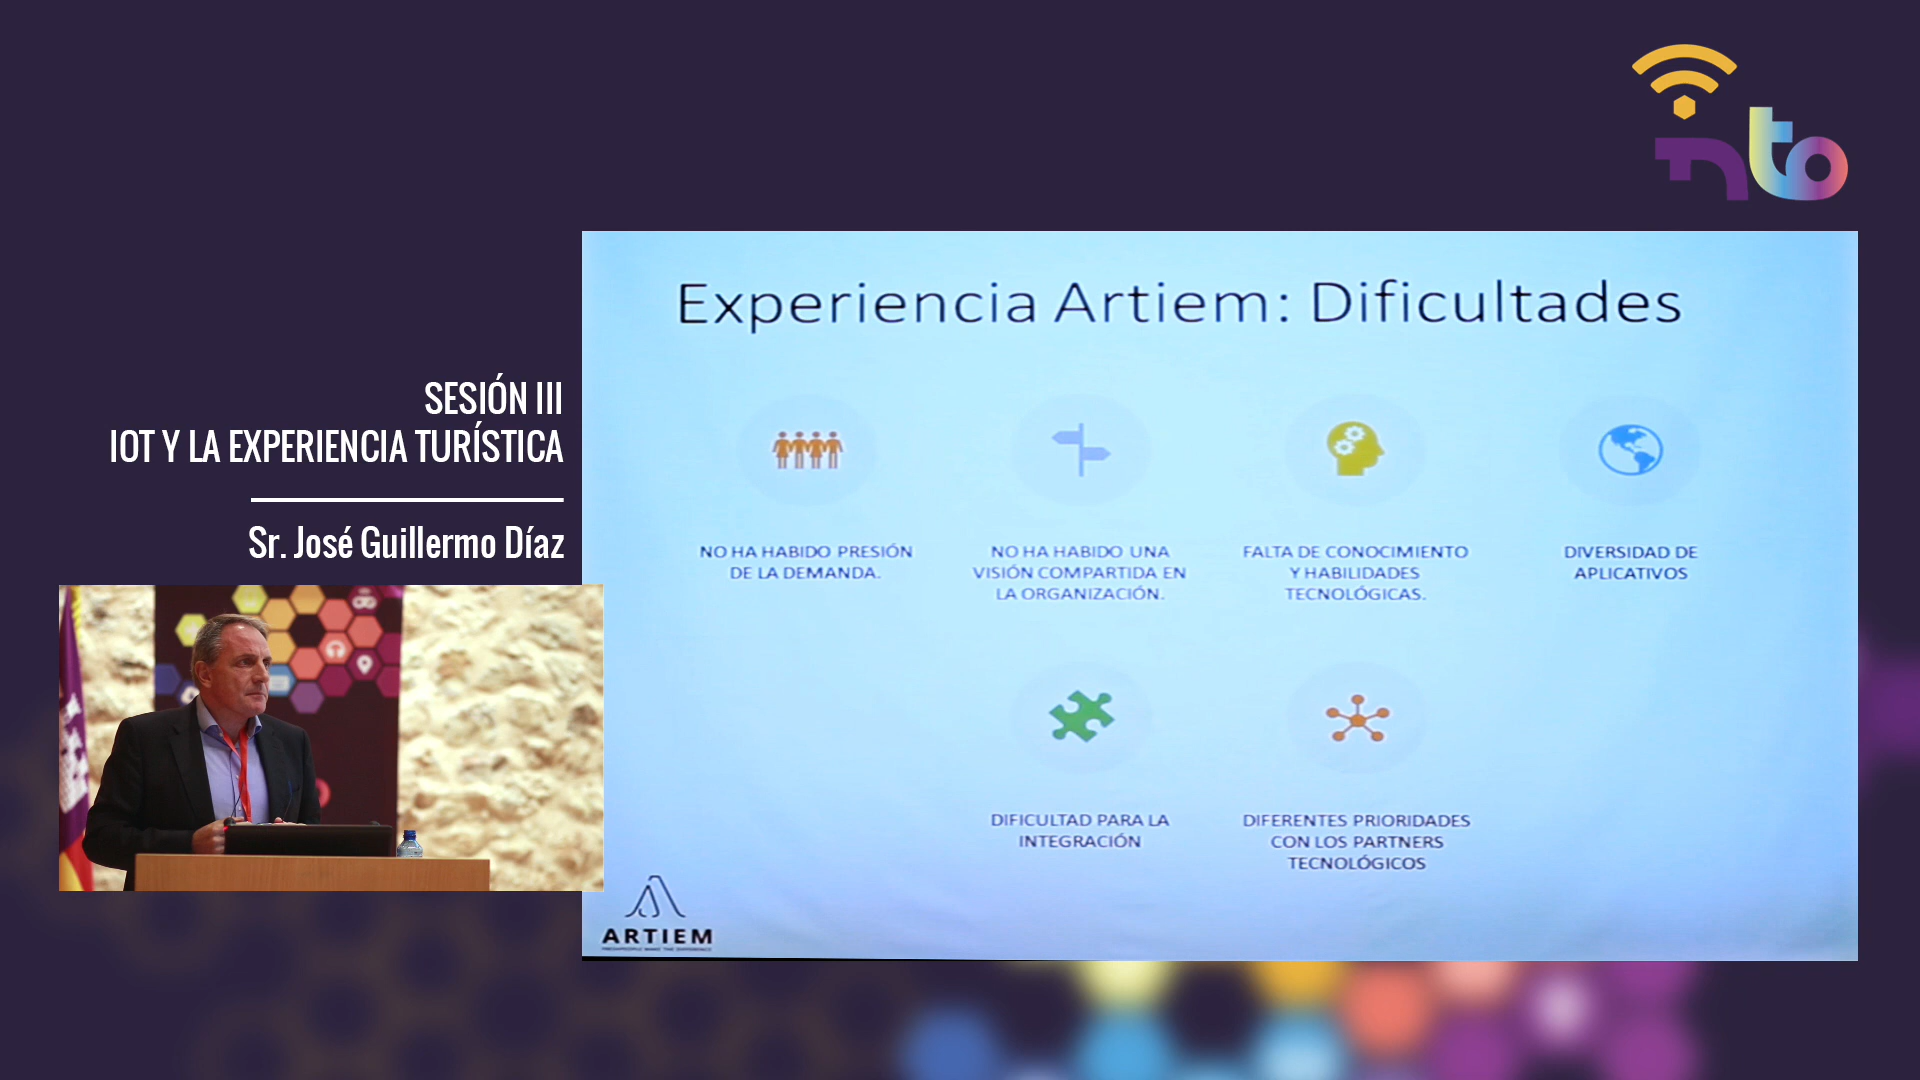 nto
SESIÓN III
IOT Y LA EXPERIENCIA TURÍSTICA
Sr. José Guillermo Díaz
Experiencia Artiem: Dificultades
NO HA HABIDO PRESIÓN
DE LA DEMANDA.
NO HA HABIDO UNA
VISIÓN COMPARTIDA EN
LA ORGANIZACIÓN.
FALTA DE CONOCIMIENTO
Y HABILIDADES
TECNOLÓGICAS.
DIVERSIDAD DE
APLICATIVOS
DIFICULTAD PARA LA
INTEGRACIÓN
DIFERENTES PRIORIDADES
CON LOS PARTNERS
TECNOLÓGICOS
ARTIEM